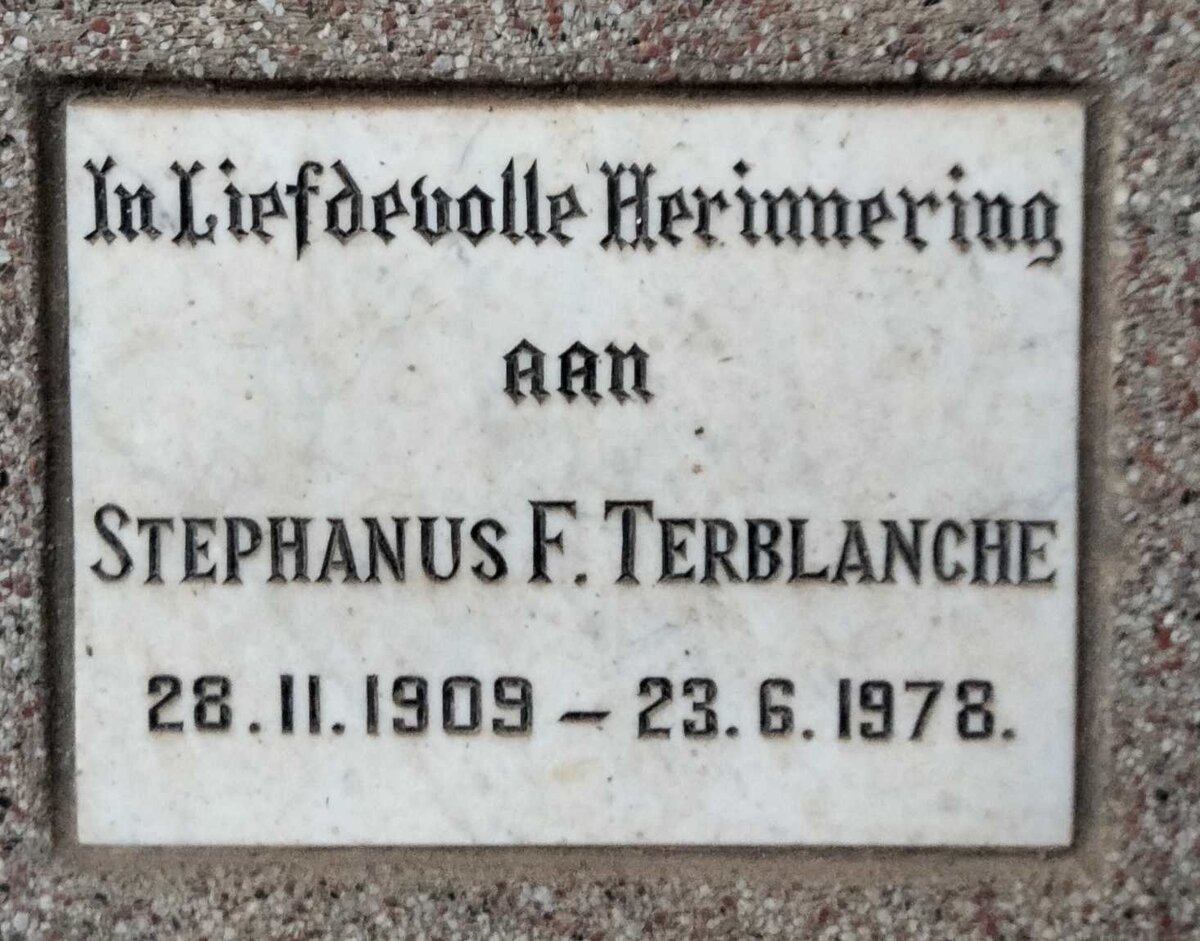 In Liefdevolle Herinnering
AAN
STEPHANUS F. TERBLANCHE
28.11.1909 – 23.6.1978.